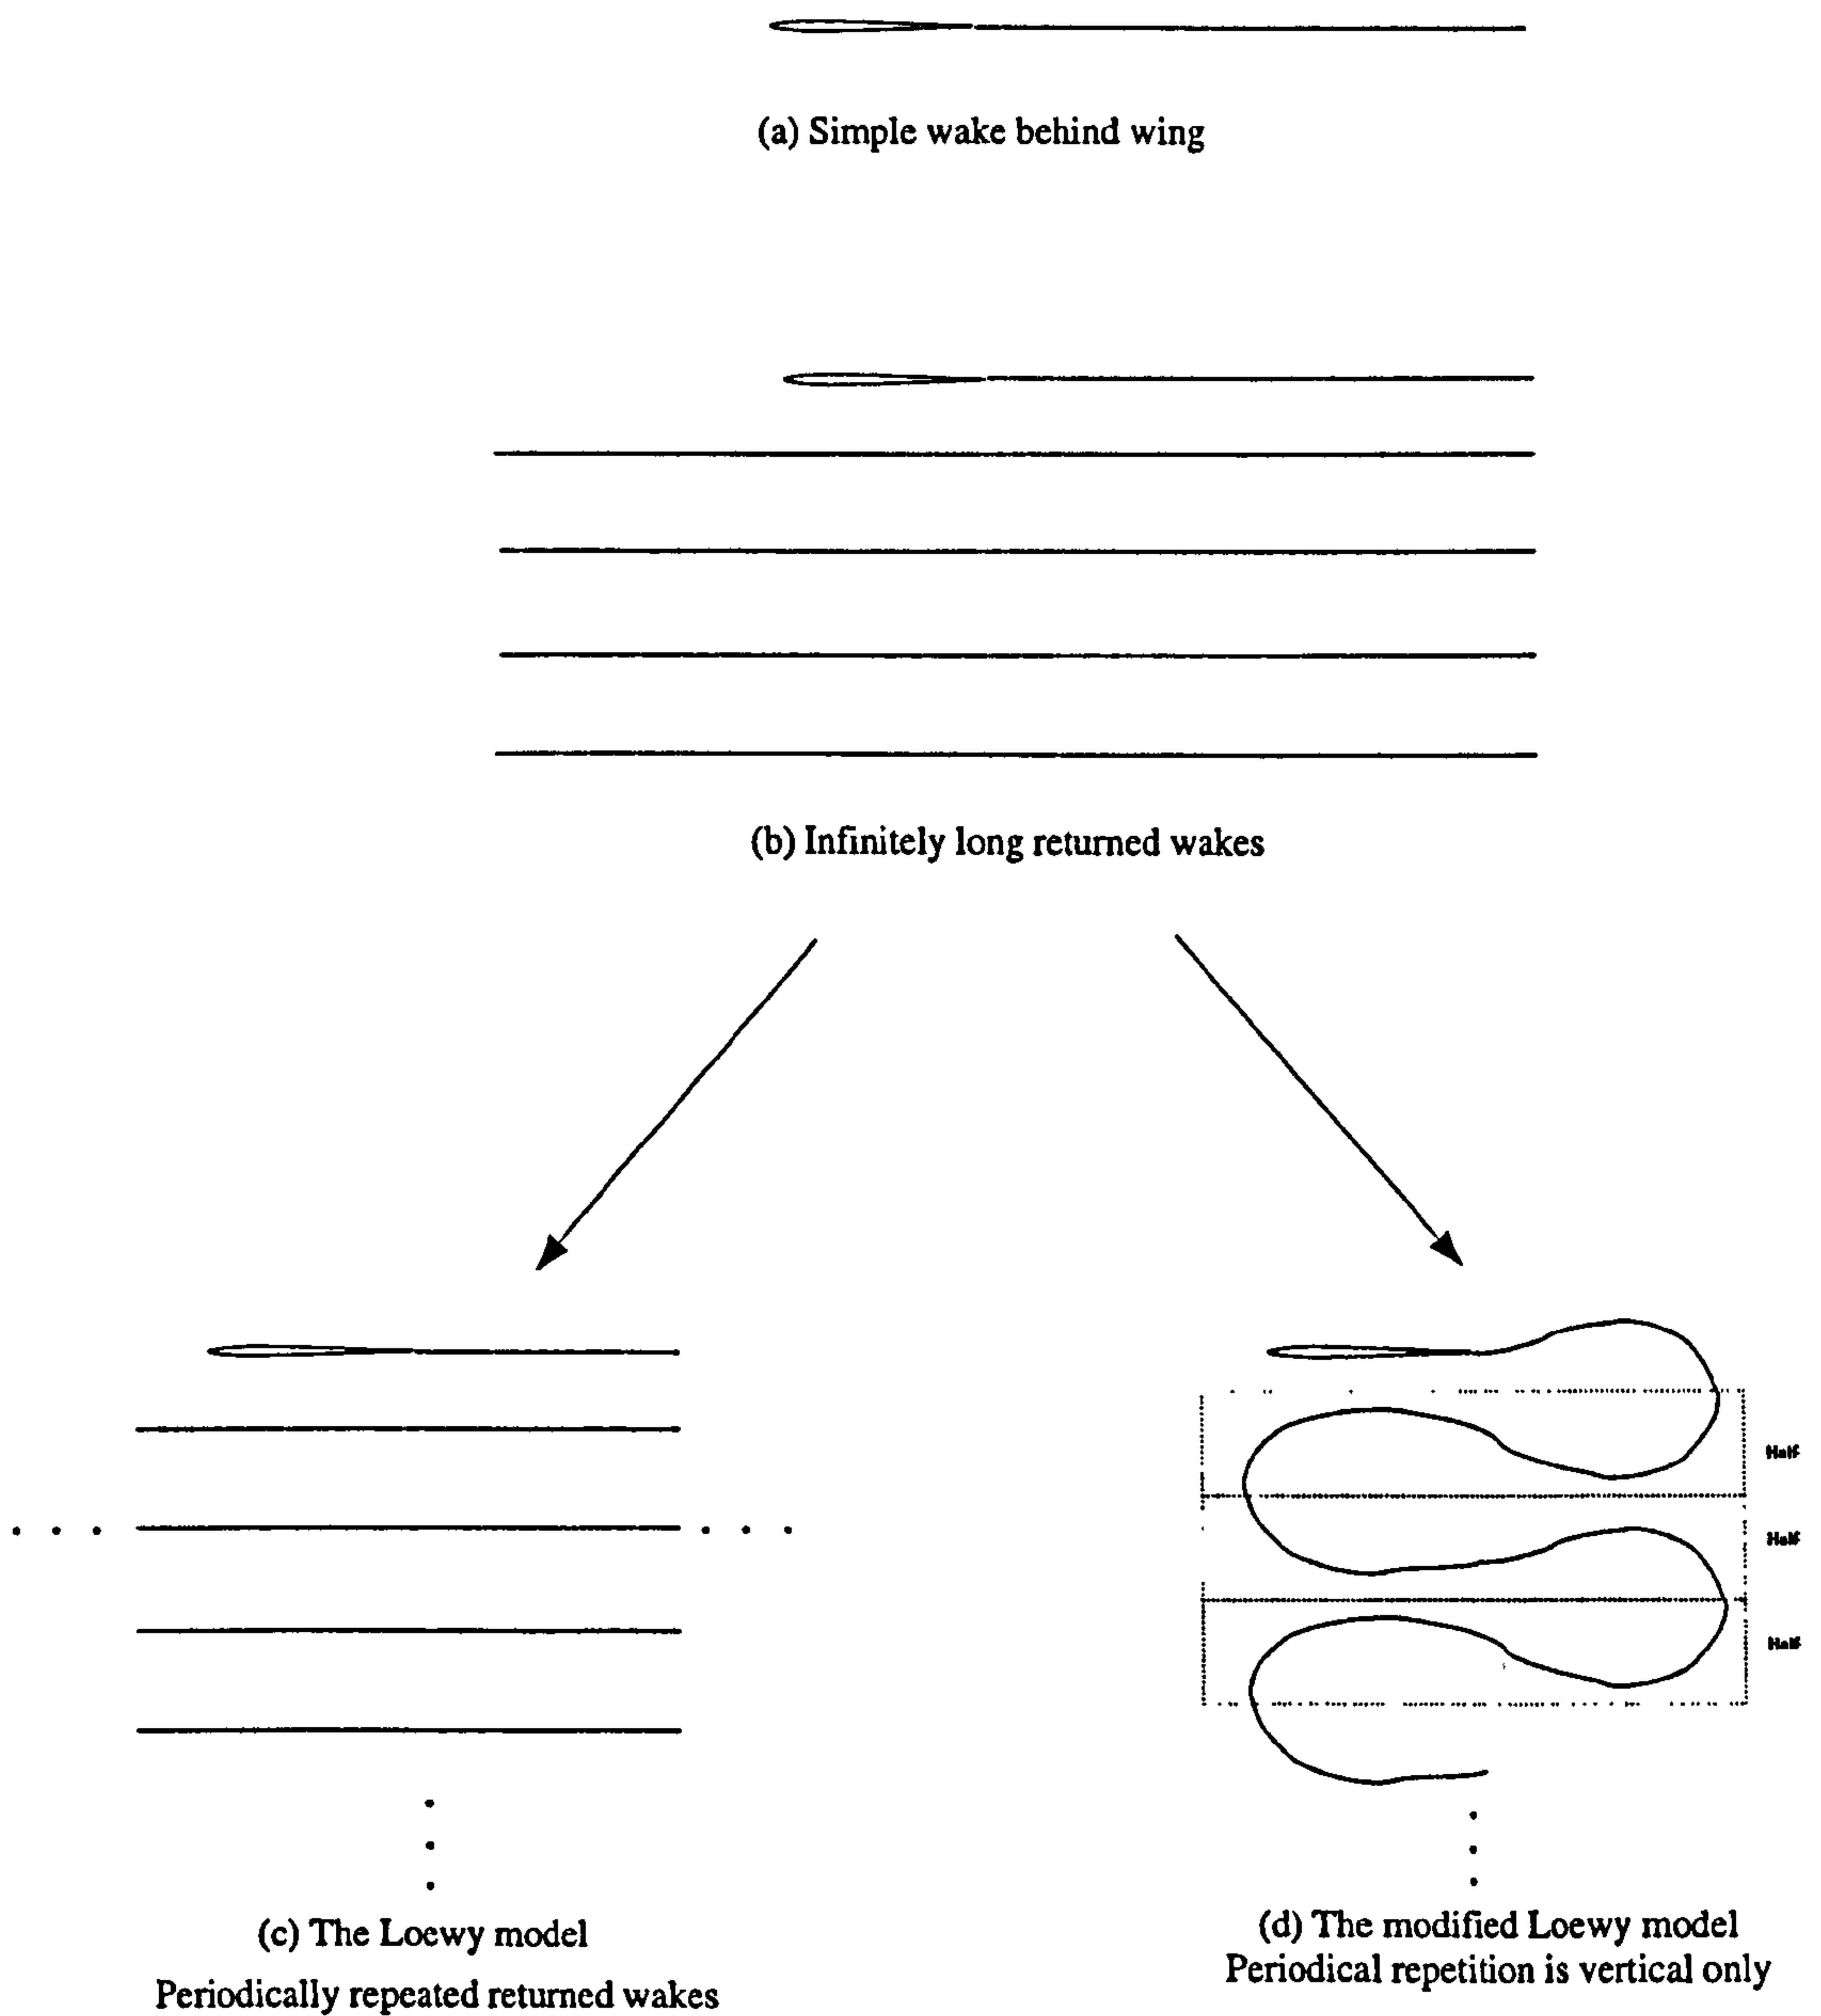 (a) Simple wake behind wing
(b) Infinitely long returned wakes
Half
Half
Half
(c) The Loewy model
Periodically repeated returned wakes
(d) The modified Loewy model
Periodical repetition is vertical only